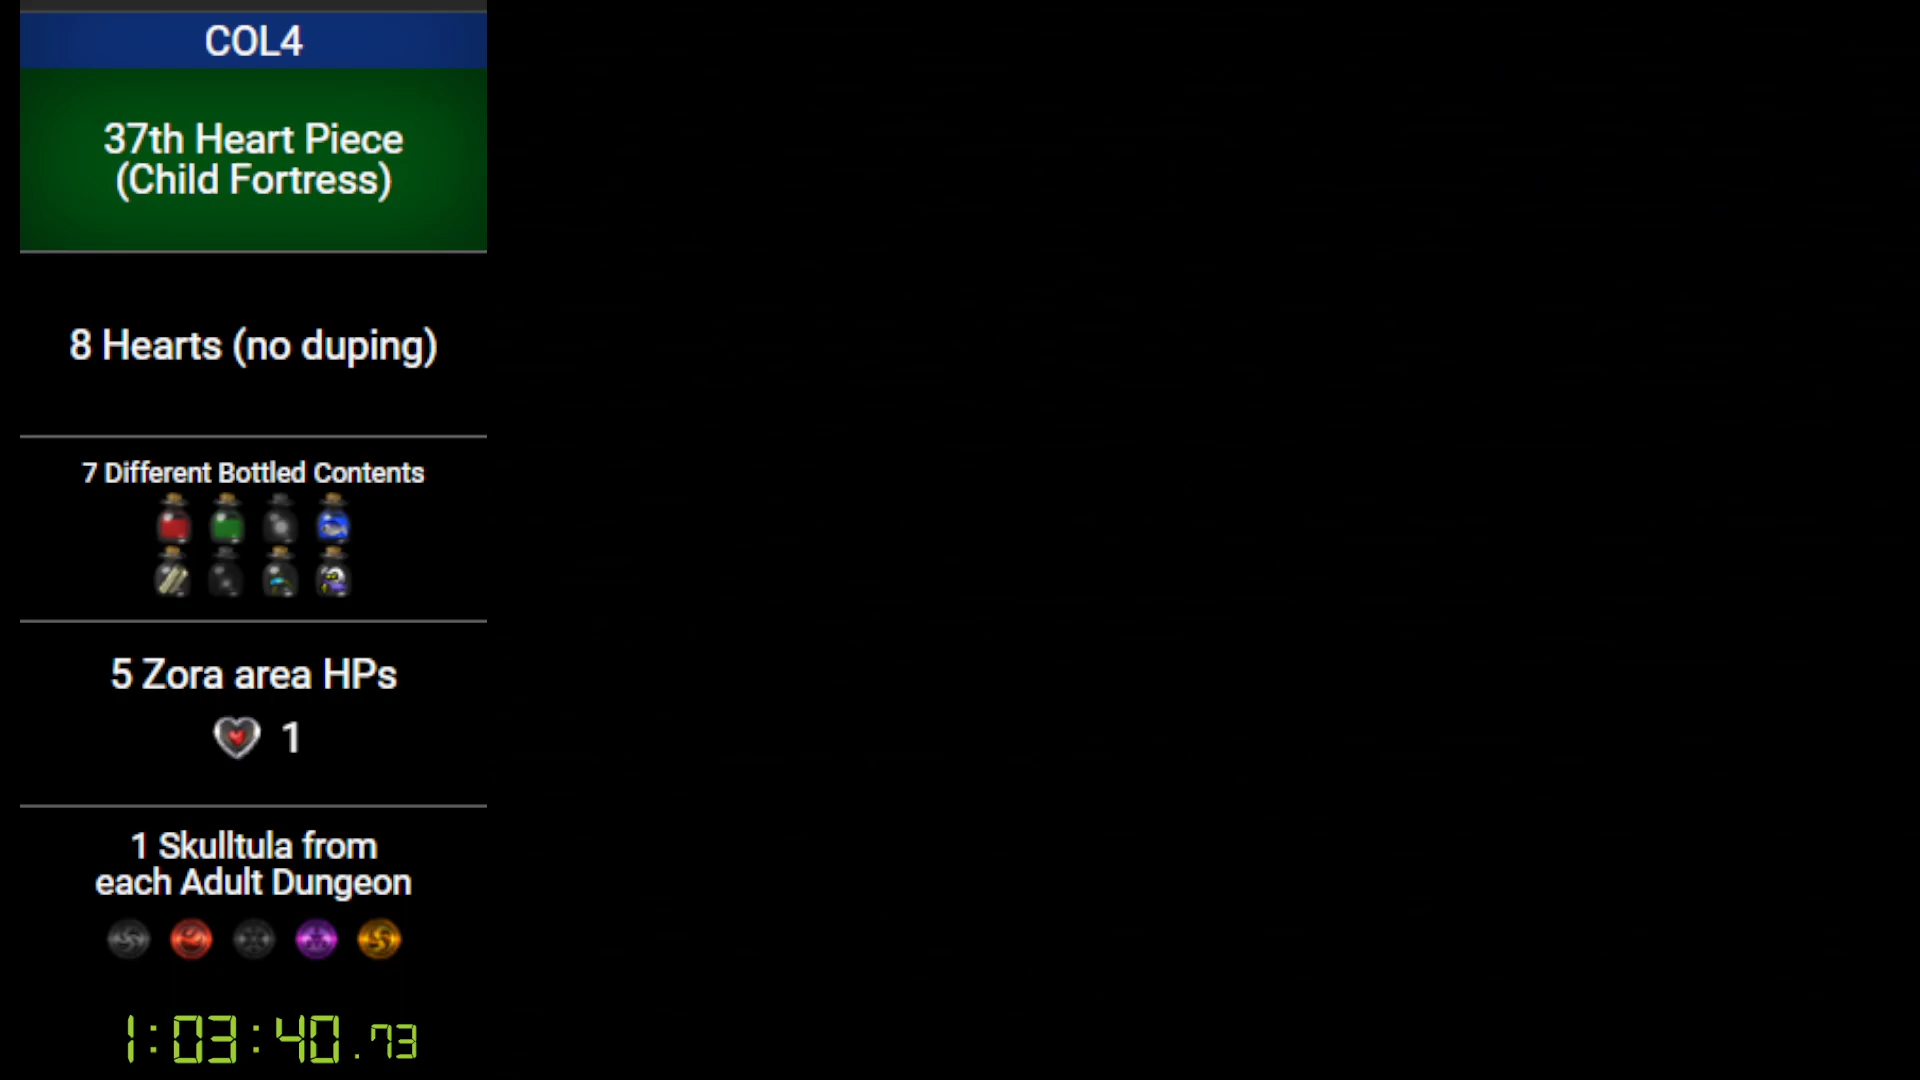 COL4
37th Heart Piece
(Child Fortress)
8 Hearts (no duping)
7 Different Bottled Contents
5 Zora area HPs
1
1 Skulltula from
each Adult Dungeon
1:03:40.73